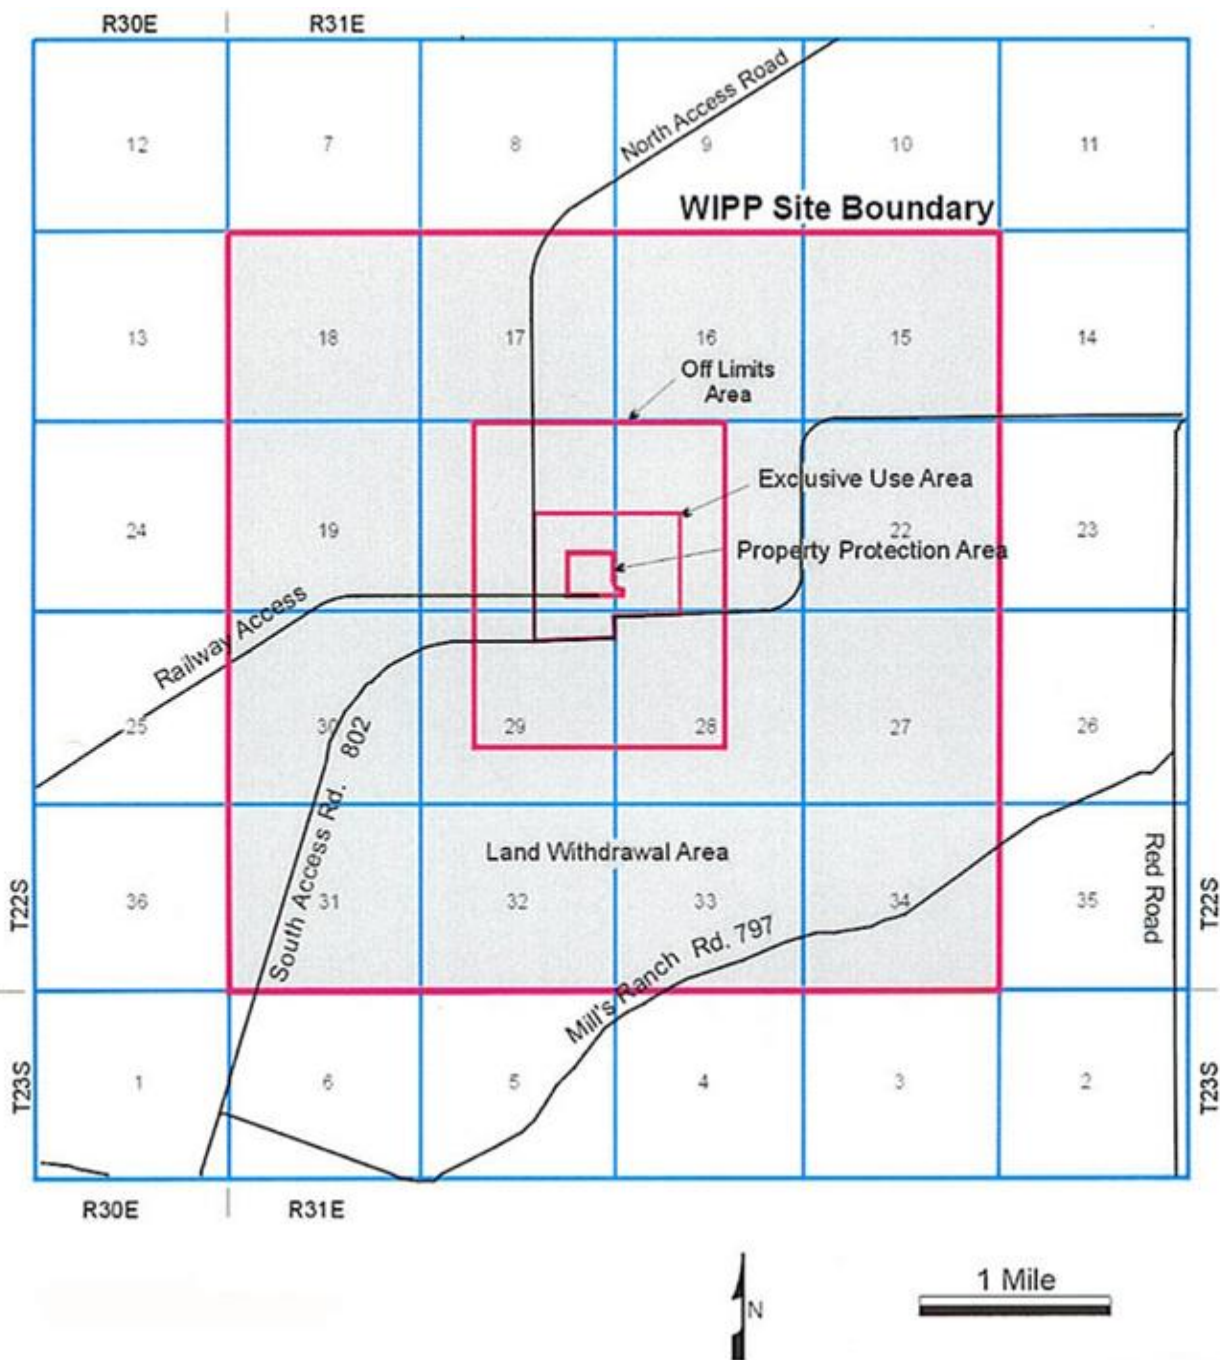 R30E R31E
North Access Road
12 7 8 9 10 11
WIPP Site Boundary
13 18 17 16 15 14
Off Limits
Area
Exclusive Use Area
24 19 22 23
Property Protection Area
Railway Access
25 30 29 28 27 26
South Access Rd. 802
Land Withdrawal Area
Red Road
T22S T22S
36 31 32 33 34 35
Mill's Ranch Rd. 797
T23S T23S
1 6 5 4 3 2
R30E R31E
1 Mile
N